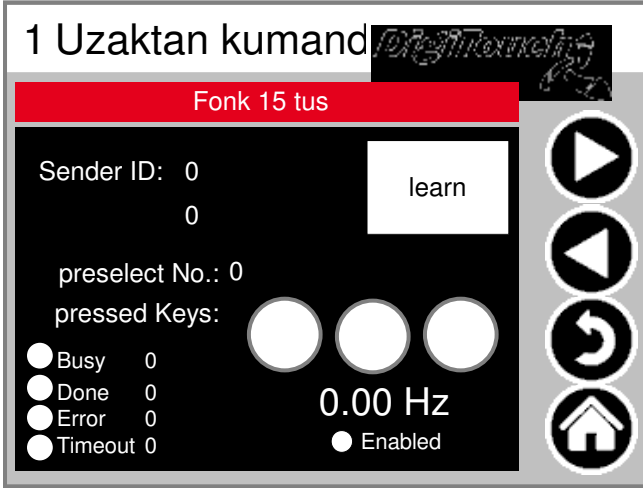 1 Uzaktan kumand
DigiTouch
Fonk 15 tus
Sender ID: 0
learn
0
preselect No.: 0
pressed Keys:
Busy 0
Done 0
Error 0
Timeout 0
0.00 Hz
Enabled